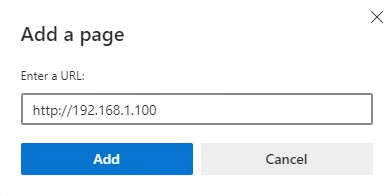 Add a page
Enter a URL:
http://192.168.1.100
Add
Cancel